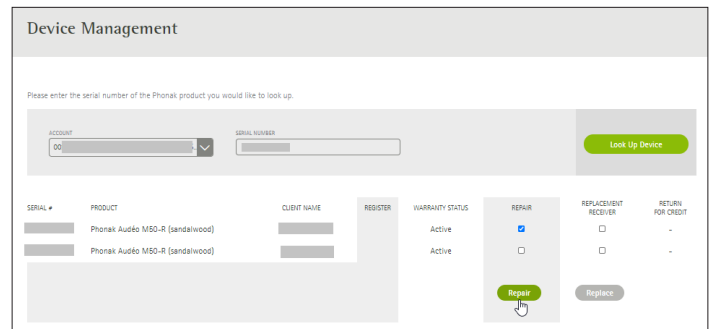 Device Management
Please enter the serial number of the Phonak product you would like to look up.
ACCOUNT
SERIAL NUMBER
00
Look Up Device
SERIAL # PRODUCT CLIENT NAME REGISTER WARRANTY STATUS REPAIR REPLACEMENT RECEIVER RETURN FOR CREDIT
Phonak Audéo M50-R (sandalwood) Active -
Phonak Audéo M50-R (sandalwood) Active -
Repair Replace